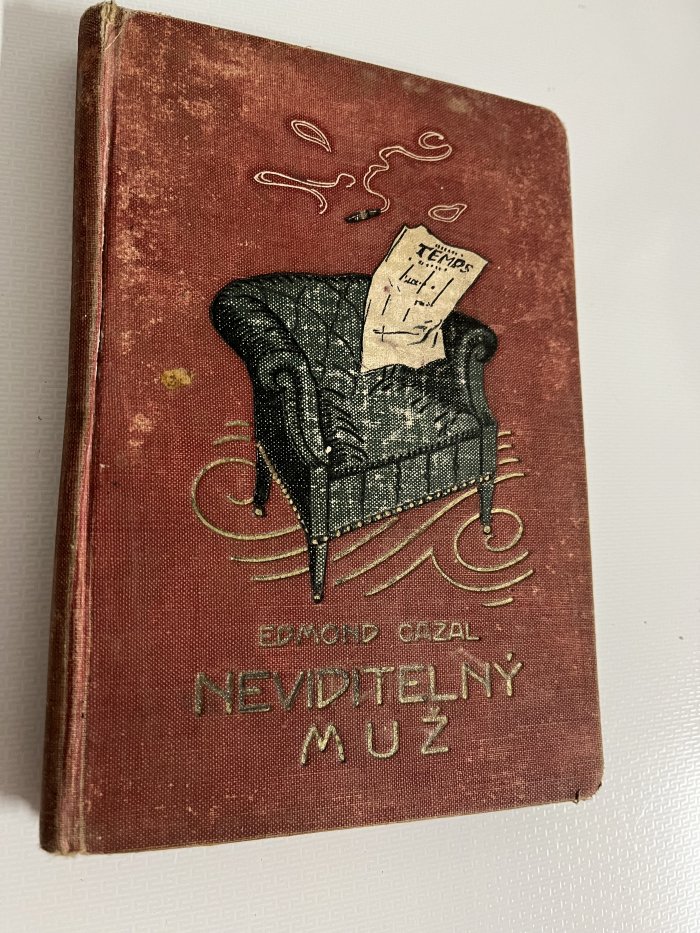 TEMPS
EDMOND CAZAL
NEVIDITELNÝ
MUŽ